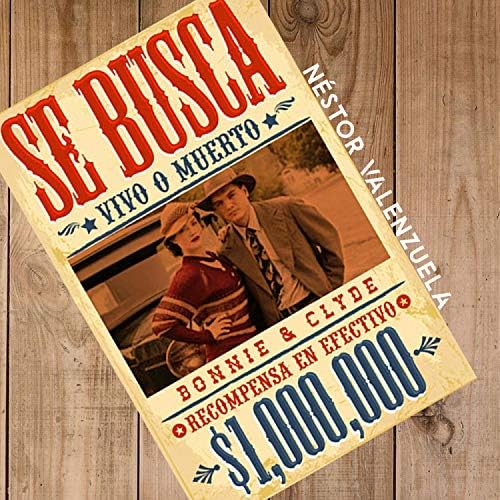 SE BUSCA
VIVO O MUERTO
BONNIE & CLYDE
RECOMPENSA EN EFECTIVO
$1,000,000
NÉSTOR VALENZUELA